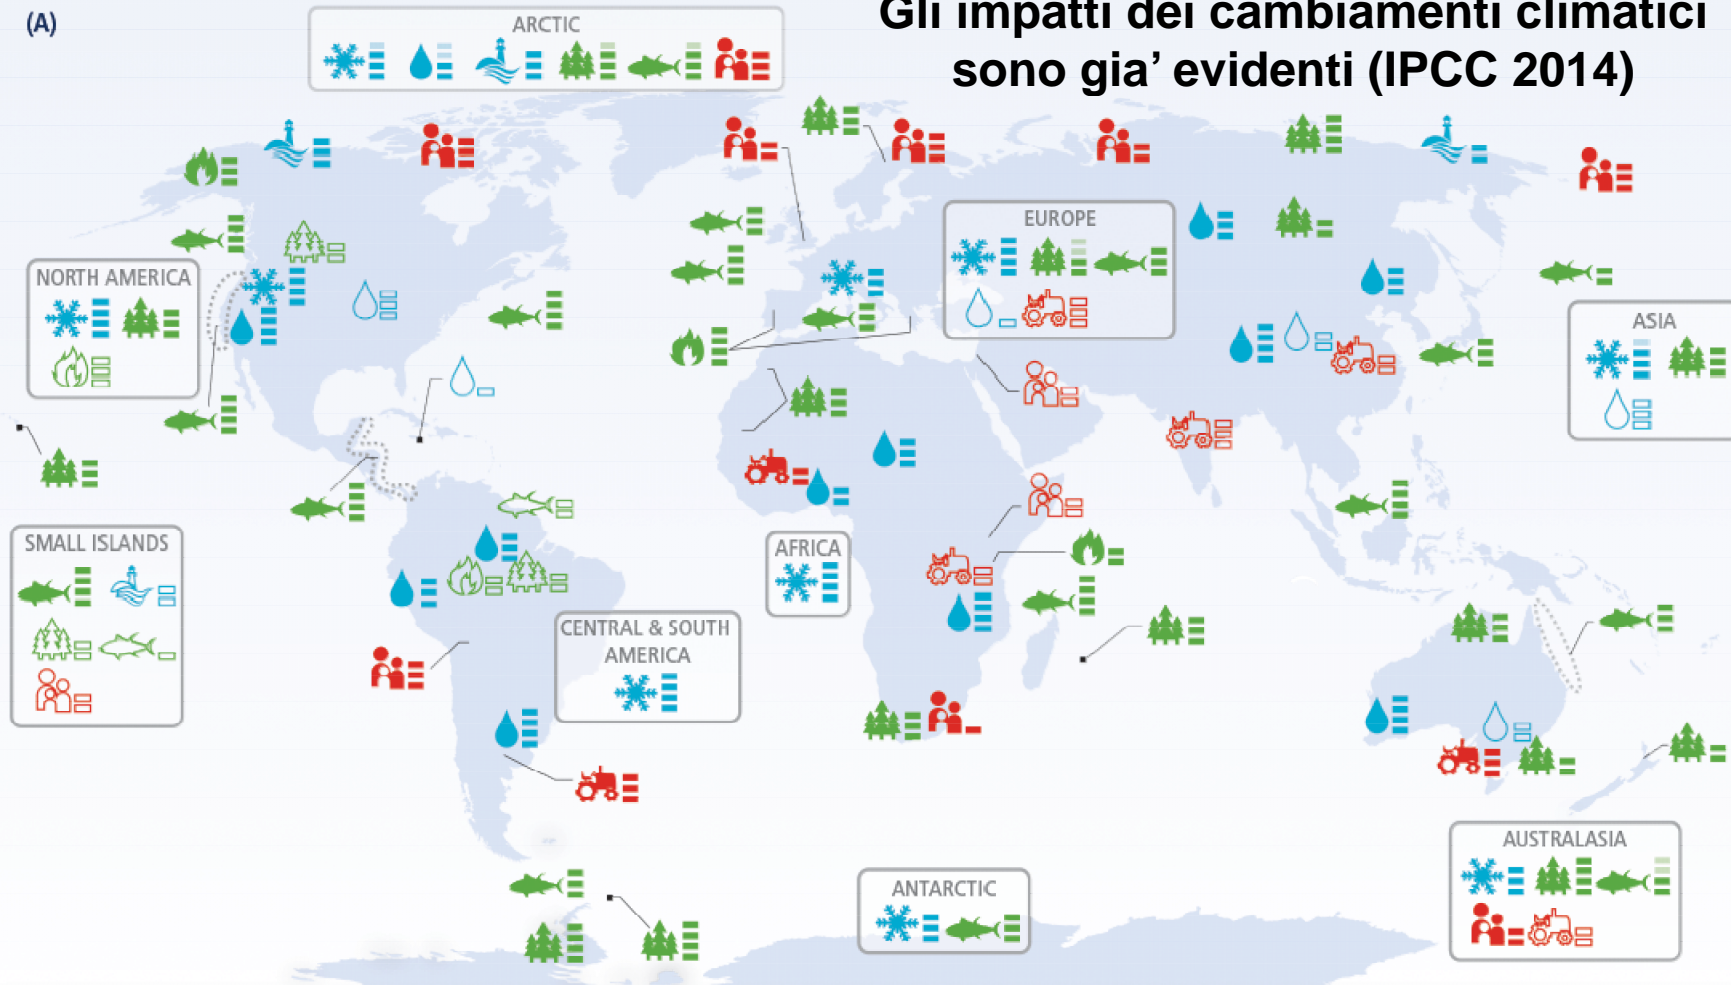 (A)
Gli impatti dei cambiamenti climatici
sono gia’ evidenti (IPCC 2014)
ARCTIC
EUROPE
NORTH AMERICA
ASIA
SMALL ISLANDS
AFRICA
CENTRAL & SOUTH
AMERICA
AUSTRALASIA
ANTARCTIC